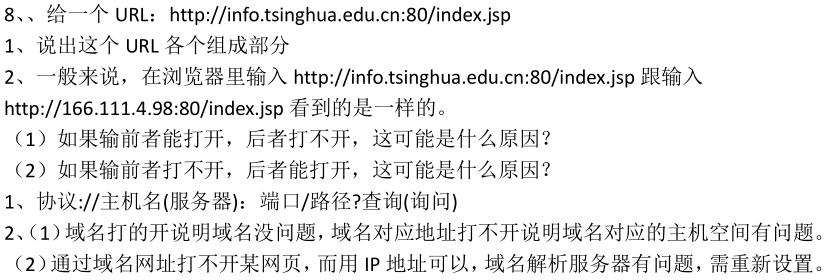 8、、给一个 URL：http://info.tsinghua.edu.cn:80/index.jsp
1、说出这个 URL 各个组成部分
2、一般来说，在浏览器里输入 http://info.tsinghua.edu.cn:80/index.jsp 跟输入
http://166.111.4.98:80/index.jsp 看到的是一样的。
（1）如果输前者能打开，后者打不开，这可能是什么原因？
（2）如果输前者打不开，后者能打开，这可能是什么原因？
1、协议://主机名(服务器)：端口/路径?查询(询问)
2、（1）域名打的开说明域名没问题，域名对应地址打不开说明域名对应的主机空间有问题。
（2）通过域名网址打不开某网页，而用 IP 地址可以，域名解析服务器有问题，需重新设置。